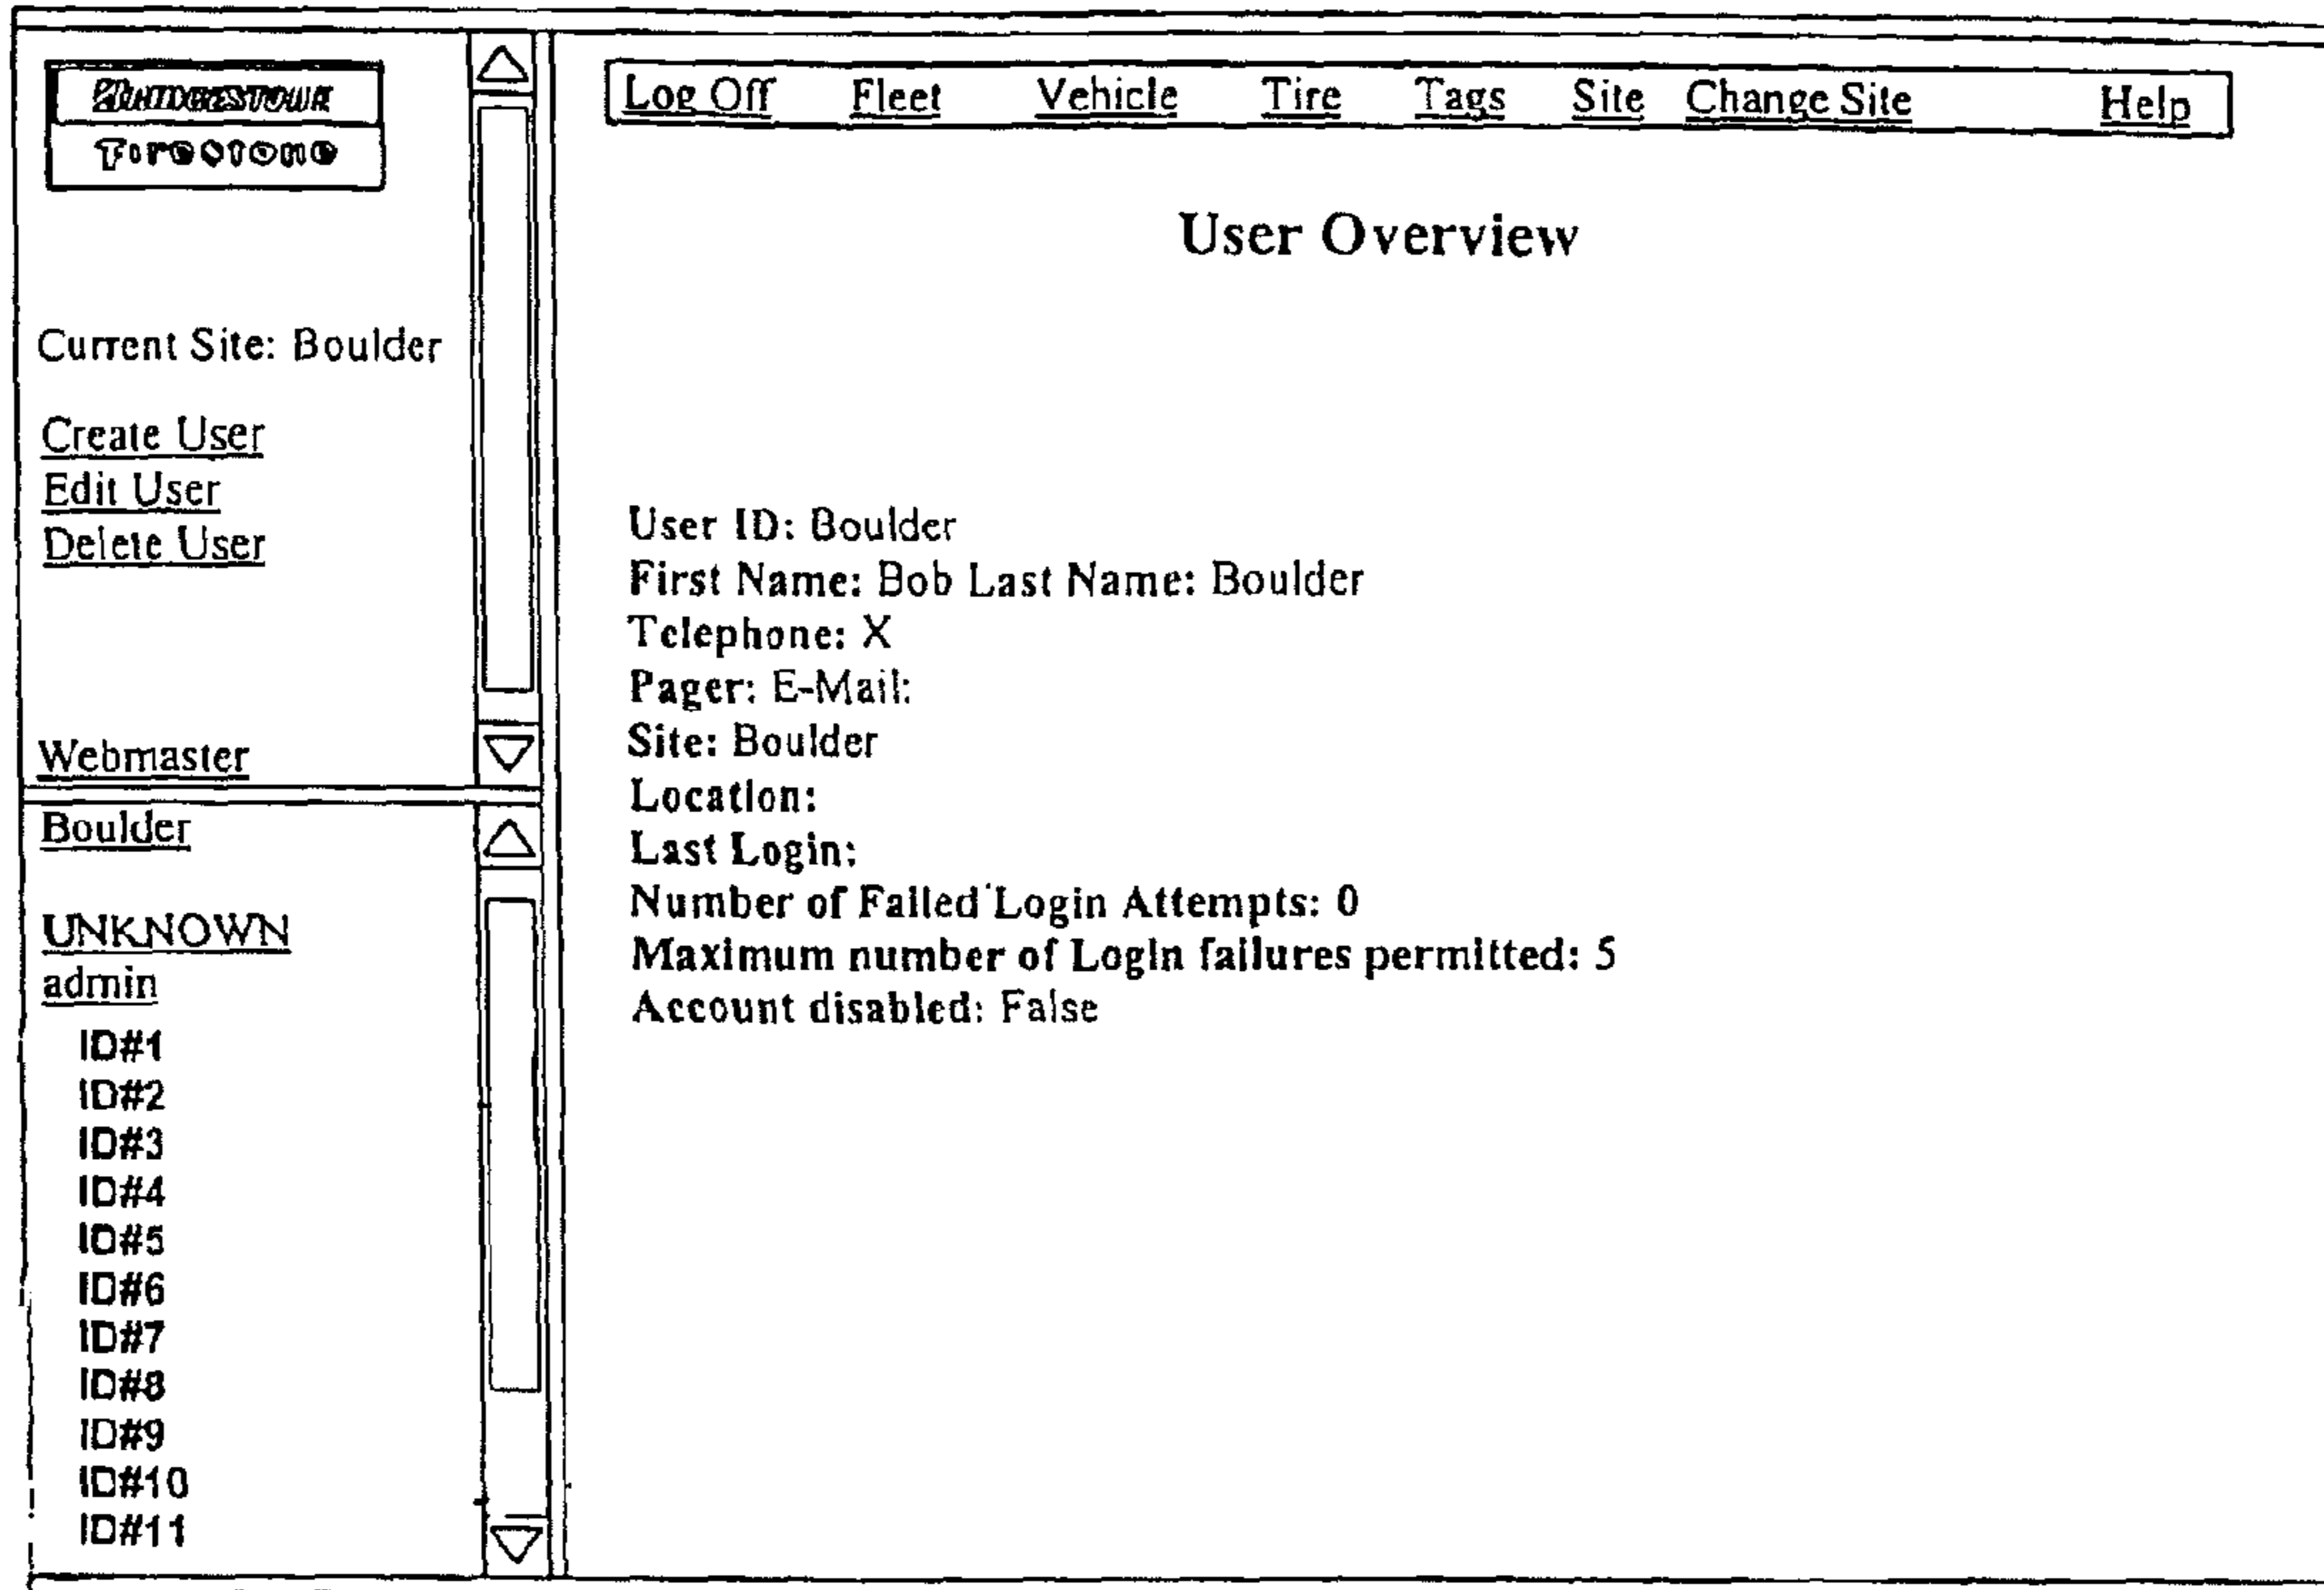 BRIDGESTONE
Firestone
Current Site: Boulder
Create User
Edit User
Delete User
Webmaster
Boulder
UNKNOWN
admin
ID#1
ID#2
ID#3
ID#4
ID#5
ID#6
ID#7
ID#8
ID#9
ID#10
ID#11
Log Off Fleet Vehicle Tire Tags Site Change Site Help
User Overview
User ID: Boulder
First Name: Bob Last Name: Boulder
Telephone: X
Pager: E-Mail:
Site: Boulder
Location:
Last Login:
Number of Failed Login Attempts: 0
Maximum number of Login failures permitted: 5
Account disabled: False